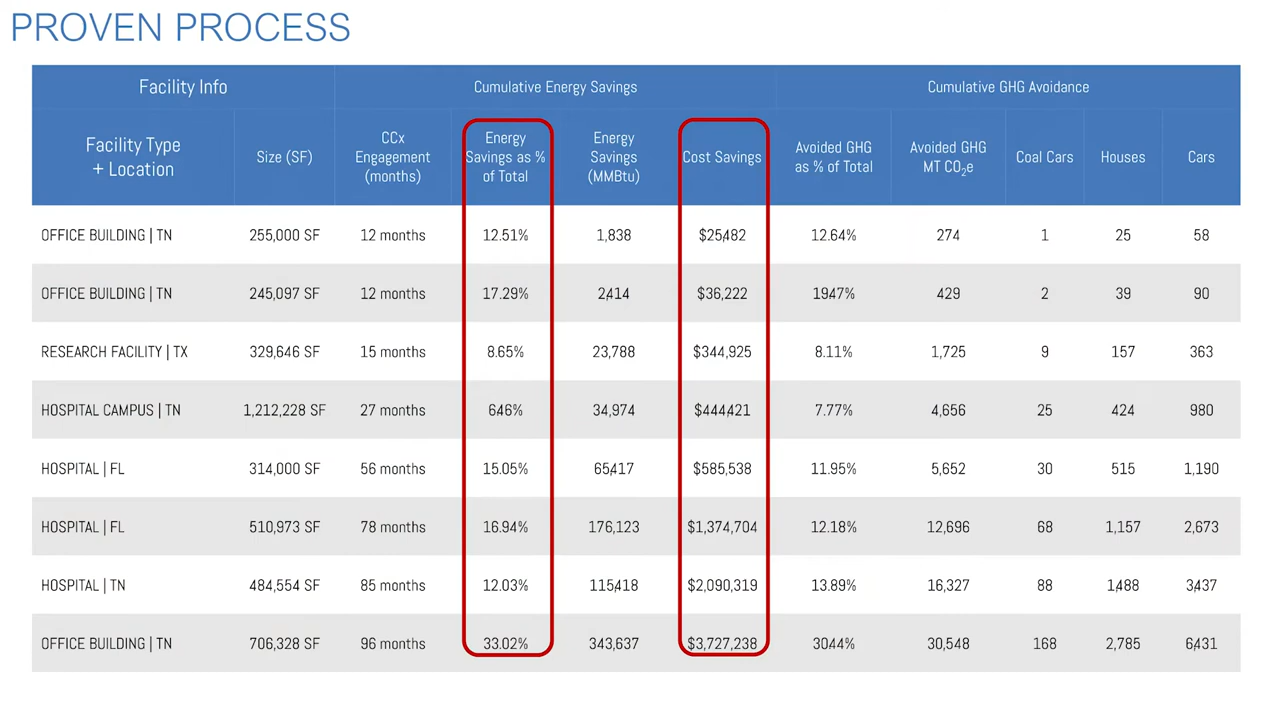 PROVEN PROCESS
Facility Info Cumulative Energy Savings Cumulative GHG Avoidance
Facility Type
+ Location
Size (SF)
CCx
Engagement
(months)
Energy
Savings as %
of Total
Energy
Savings
(MMBtu)
Cost Savings
Avoided GHG
as % of Total
Avoided GHG
MT CO₂e
Coal Cars
Houses
Cars
OFFICE BUILDING | TN 255,000 SF 12 months 12.51% 1,838 $25,482 12.64% 274 1 25 58
OFFICE BUILDING | TN 245,097 SF 12 months 17.29% 2,414 $36,222 19.47% 429 2 39 90
RESEARCH FACILITY | TX 329,646 SF 15 months 8.65% 23,788 $344,925 8.11% 1,725 9 157 363
HOSPITAL CAMPUS | TN 1,212,228 SF 27 months 6.46% 34,974 $444,421 7.77% 4,656 25 424 980
HOSPITAL | FL 314,000 SF 56 months 15.05% 65,417 $585,538 11.95% 5,652 30 515 1,190
HOSPITAL | FL 510,973 SF 78 months 16.94% 176,123 $1,374,704 12.18% 12,696 68 1,157 2,673
HOSPITAL | TN 484,554 SF 85 months 12.03% 115,418 $2,090,319 13.89% 16,327 88 1,488 3,437
OFFICE BUILDING | TN 706,328 SF 96 months 33.02% 343,637 $3,727,238 30.44% 30,548 168 2,785 6,431